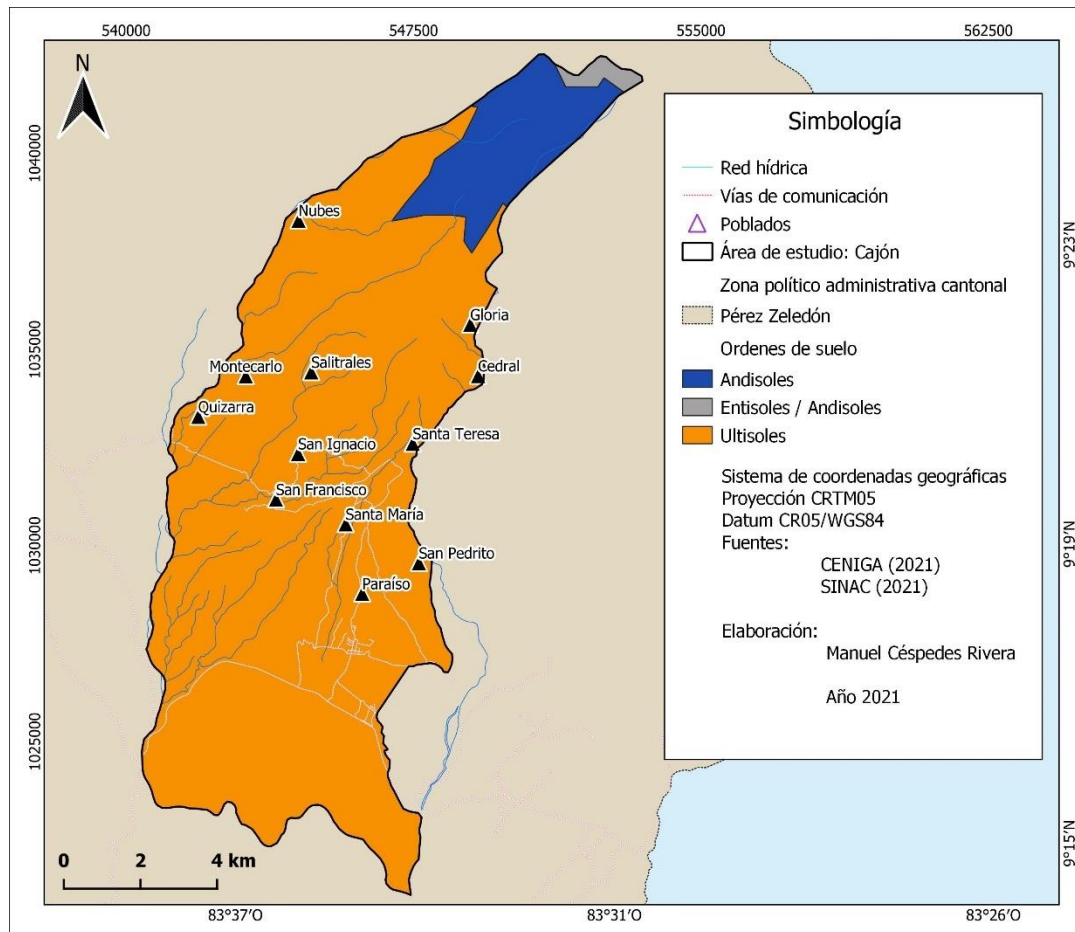 540000 547500 555000 562500
N
1040000
1035000
1030000
1025000
Nubes
Gloria
Montecarlo
Salitrales
Cedral
Quizarra
San Ignacio
Santa Teresa
San Francisco
Santa María
San Pedrito
Paraíso
0 2 4 km
Simbología
Red hídrica
Vías de comunicación
Poblados
Área de estudio: Cajón
Zona político administrativa cantonal
Pérez Zeledón
Ordenes de suelo
Andisoles
Entisoles / Andisoles
Ultisoles
Sistema de coordenadas geográficas
Proyección CRTM05
Datum CR05/WGS84
Fuentes:
CENIGA (2021)
SINAC (2021)
Elaboración:
Manuel Céspedes Rivera
Año 2021
9°23'N
9°19'N
9°15'N
83°37'O 83°31'O 83°26'O